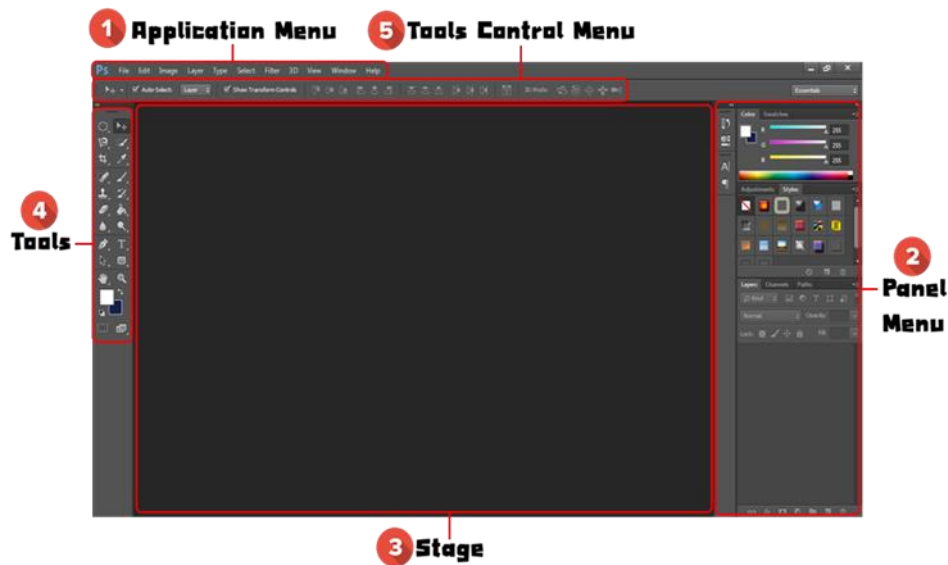 1 Application Menu
5 Tools Control Menu
Ps File Edit Image Layer Type Select Filter 3D View Window Help
Auto-Select: Layer Show Transform Controls 3D Mode: Essentials
Color Swatches
R 255
G 255
B 255
Adjustments Styles
4
Tools
2
Panel
Menu
Layers Channels Paths
Kind
Normal Opacity:
Lock: Fill:
3 Stage